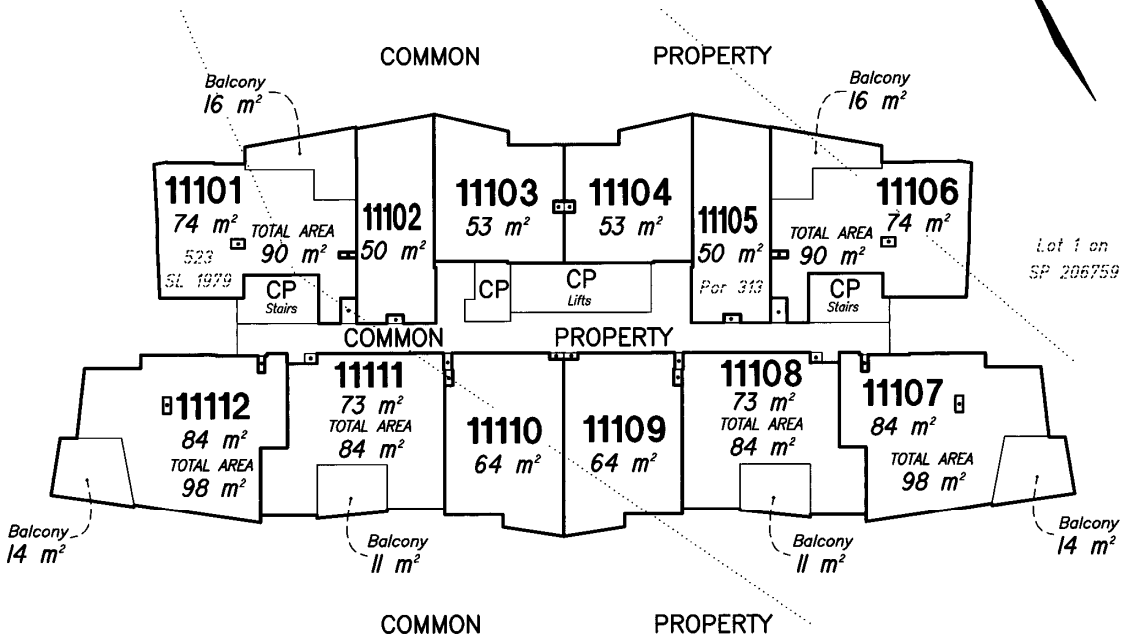 COMMON PROPERTY
Balcony
16 m²
Balcony
16 m²
11101
74 m²
TOTAL AREA
90 m²
523
SL 1979
11102
50 m²
11103
53 m²
11104
53 m²
11105
50 m²
Por 313
11106
74 m²
TOTAL AREA
90 m²
Lot 1 on
SP 206759
CP
Stairs
CP
CP
Lifts
CP
Stairs
COMMON PROPERTY
11112
84 m²
TOTAL AREA
98 m²
11111
73 m²
TOTAL AREA
84 m²
11110
64 m²
11109
64 m²
11108
73 m²
TOTAL AREA
84 m²
11107
84 m²
TOTAL AREA
98 m²
Balcony
14 m²
Balcony
11 m²
Balcony
11 m²
Balcony
14 m²
COMMON PROPERTY